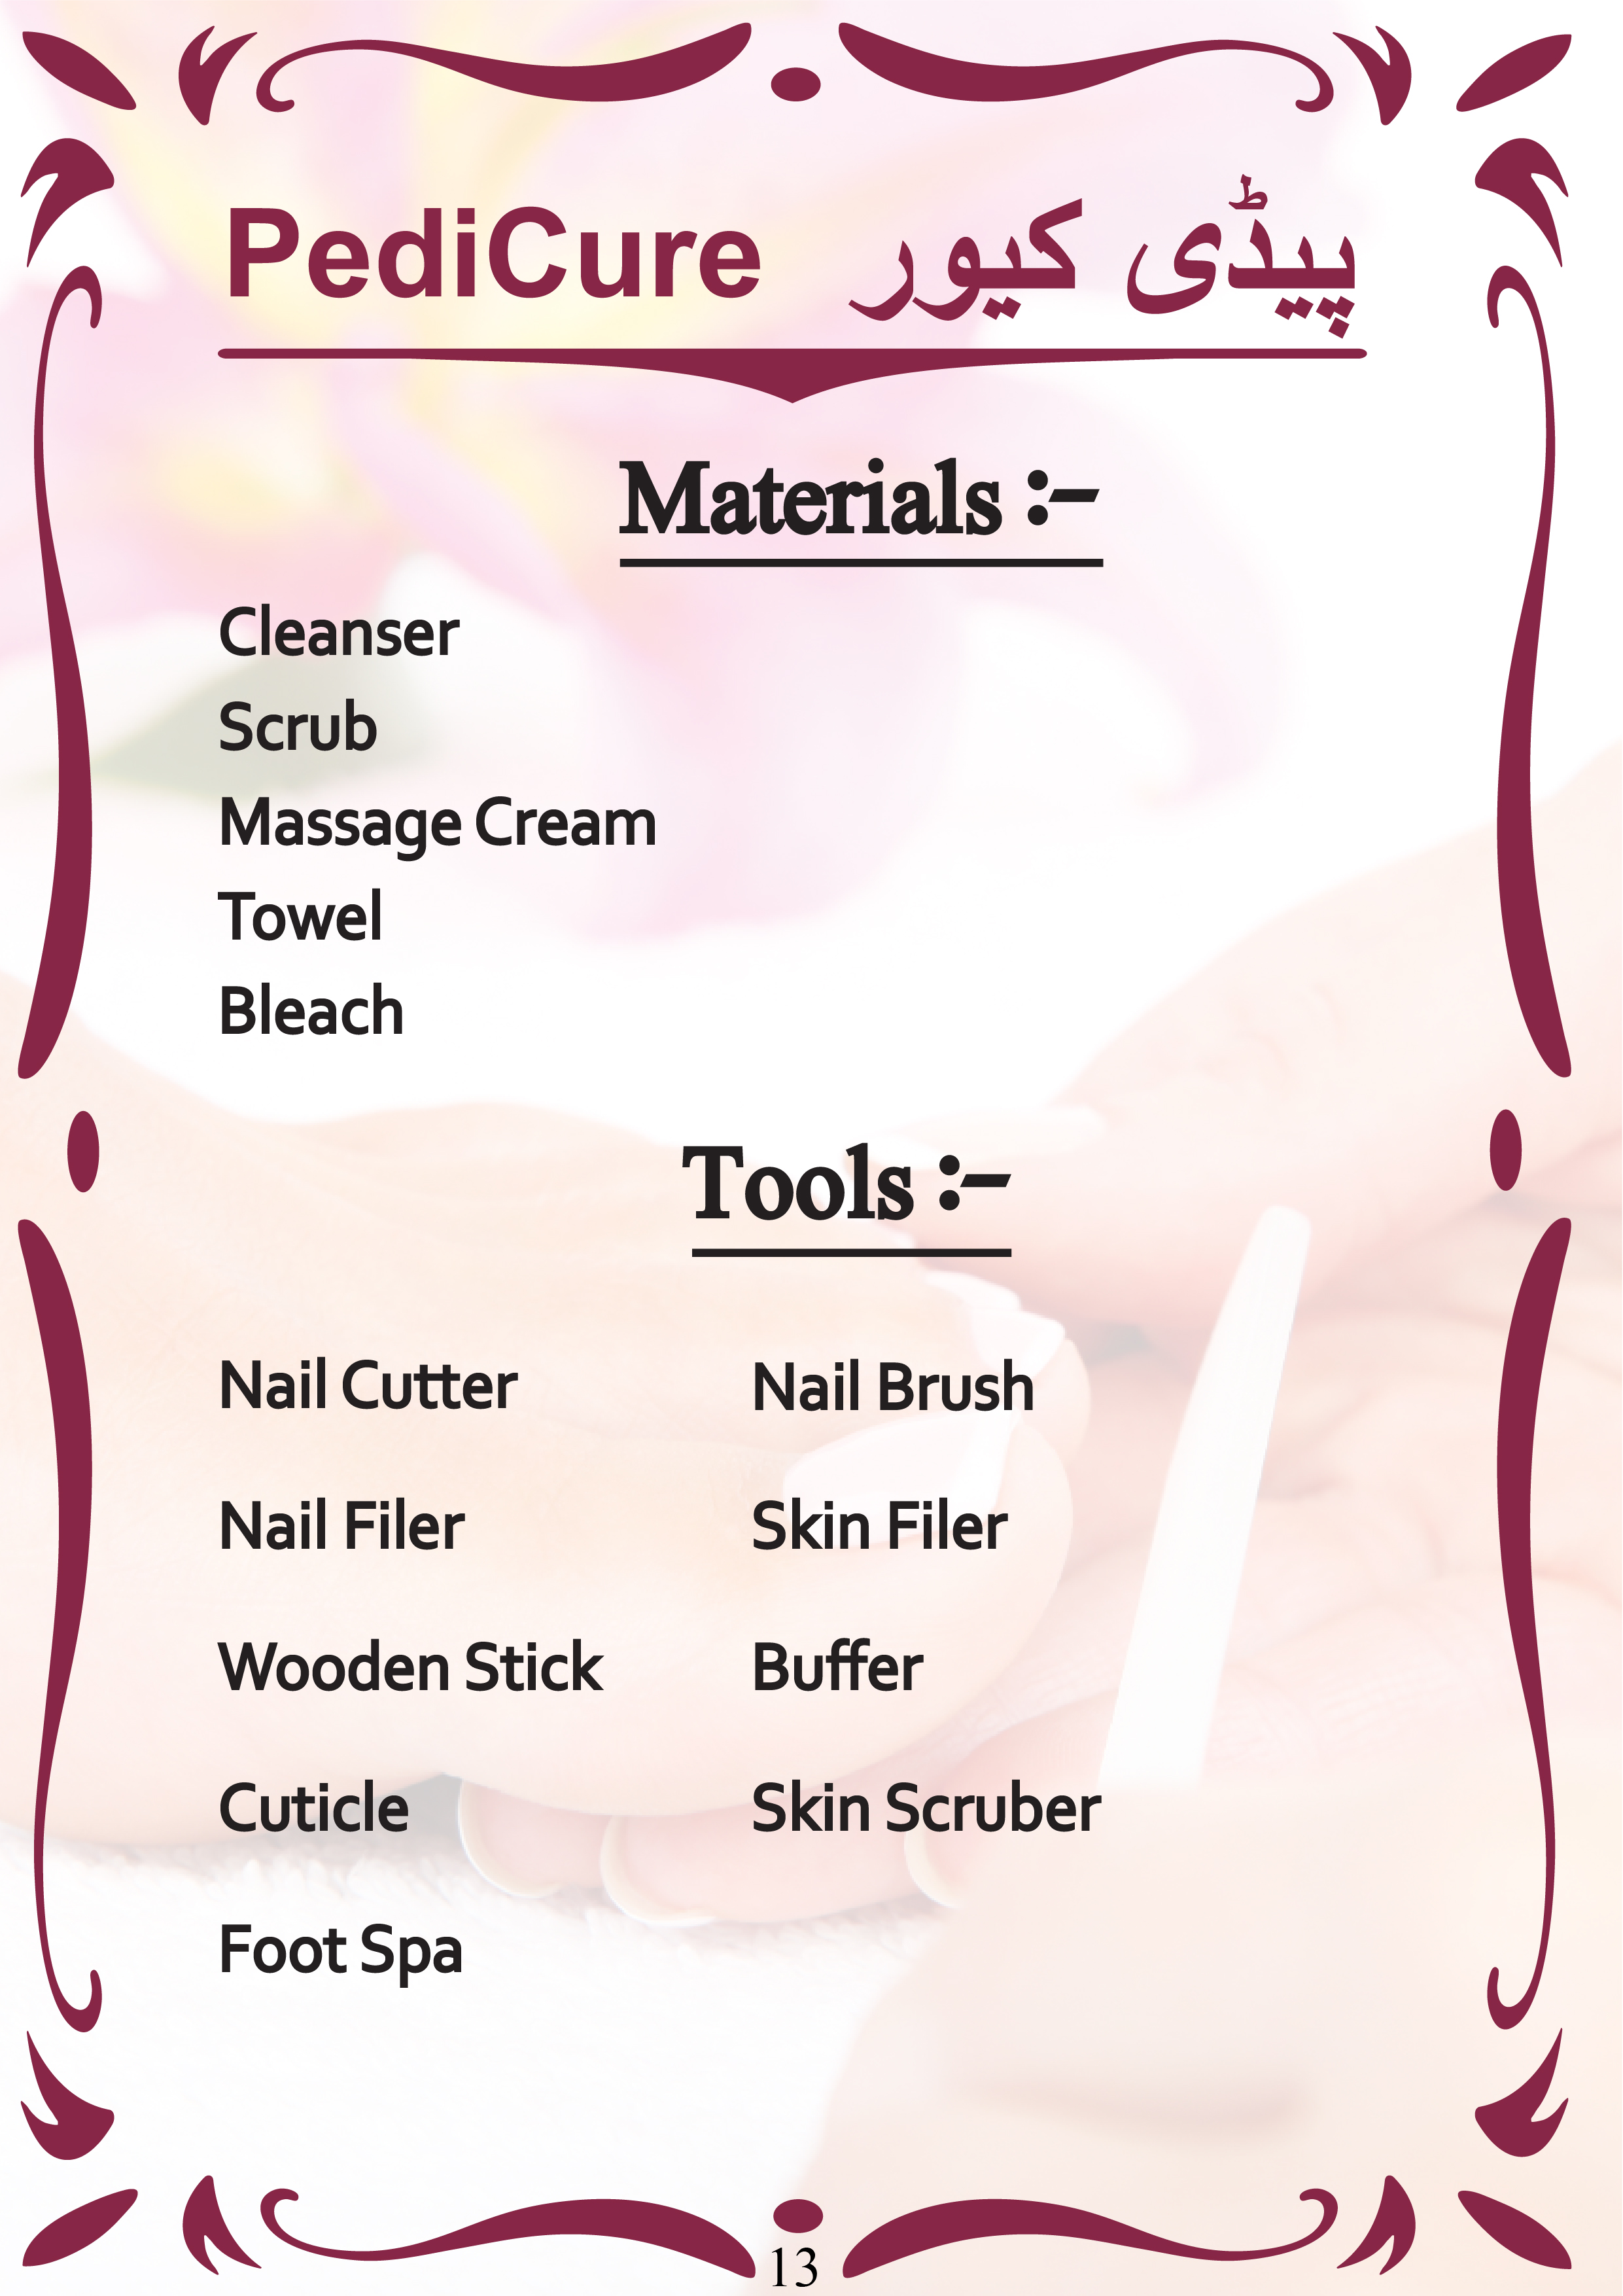 PediCure پیڈی کیور
Materials :-
Cleanser
Scrub
Massage Cream
Towel
Bleach
Tools :-
Nail Cutter
Nail Filer
Wooden Stick
Cuticle
Foot Spa
Nail Brush
Skin Filer
Buffer
Skin Scruber
13